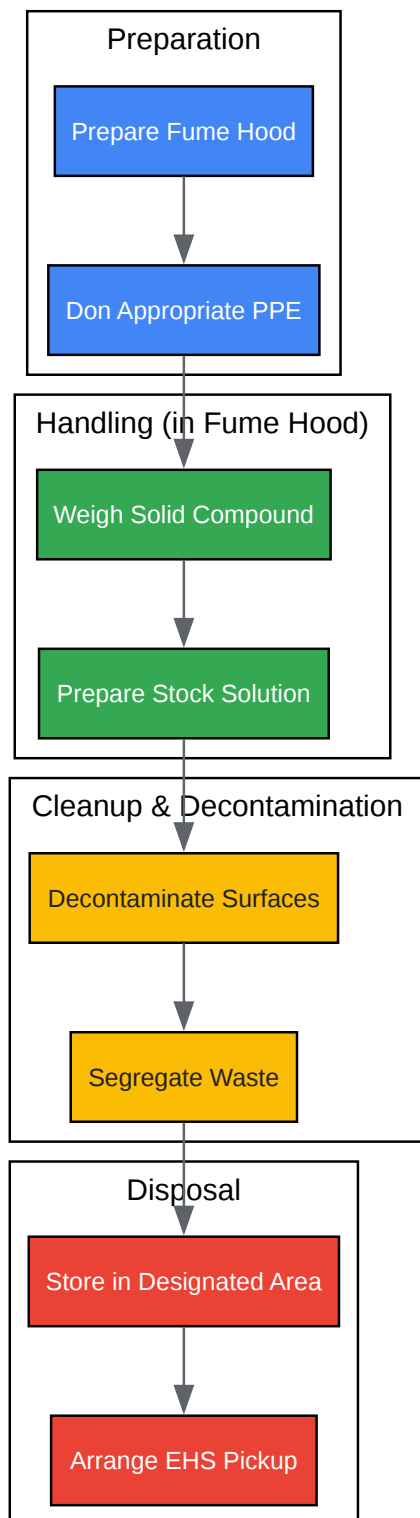 Preparation
Prepare Fume Hood
Don Appropriate PPE
Handling (in Fume Hood)
Weigh Solid Compound
Prepare Stock Solution
Cleanup & Decontamination
Decontaminate Surfaces
Segregate Waste
Disposal
Store in Designated Area
Arrange EHS Pickup